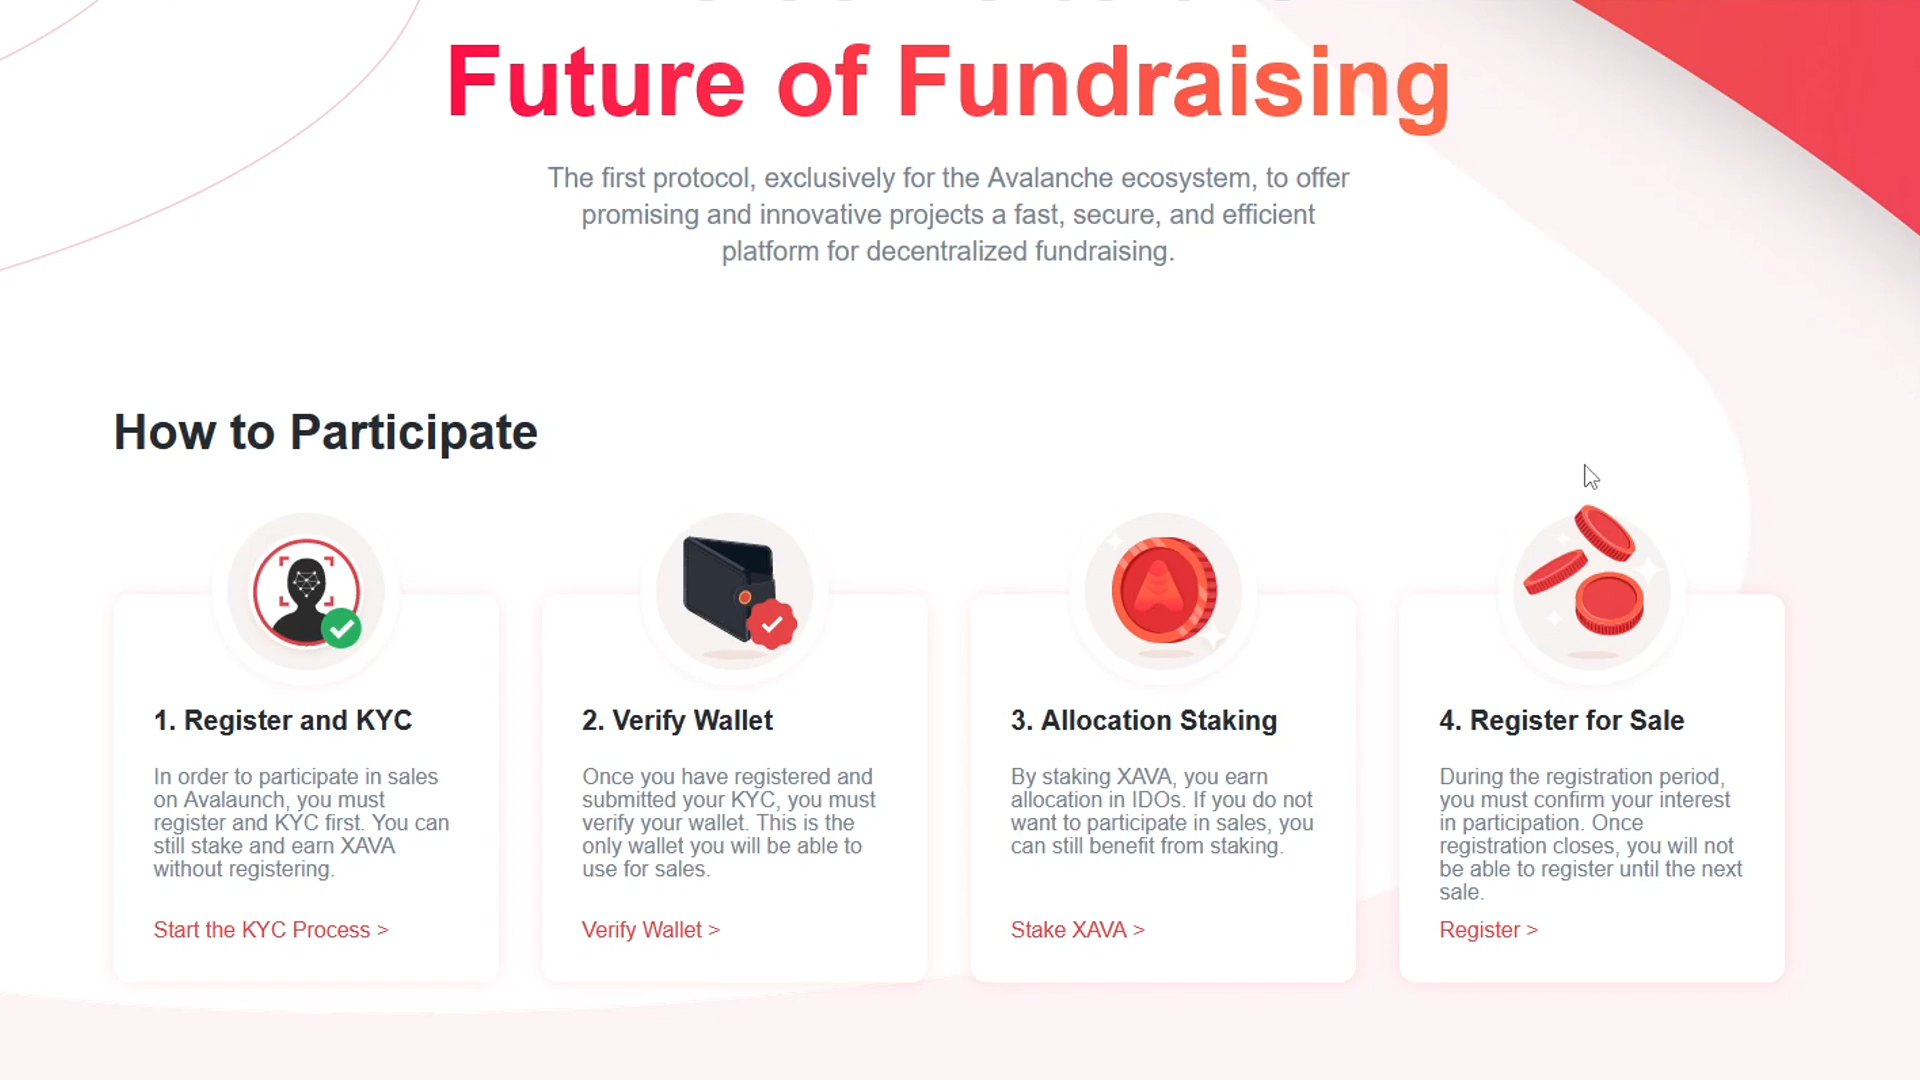 Future of Fundraising
The first protocol, exclusively for the Avalanche ecosystem, to offer
promising and innovative projects a fast, secure, and efficient
platform for decentralized fundraising.
How to Participate
1. Register and KYC
In order to participate in sales
on Avalaunch, you must
register and KYC first. You can
still stake and earn XAVA
without registering.
Start the KYC Process >
2. Verify Wallet
Once you have registered and
submitted your KYC, you must
verify your wallet. This is the
only wallet you will be able to
use for sales.
Verify Wallet >
3. Allocation Staking
By staking XAVA, you earn
allocation in IDOs. If you do not
want to participate in sales, you
can still benefit from staking.
Stake XAVA >
4. Register for Sale
During the registration period,
you must confirm your interest
in participation. Once
registration closes, you will not
be able to register until the next
sale.
Register >